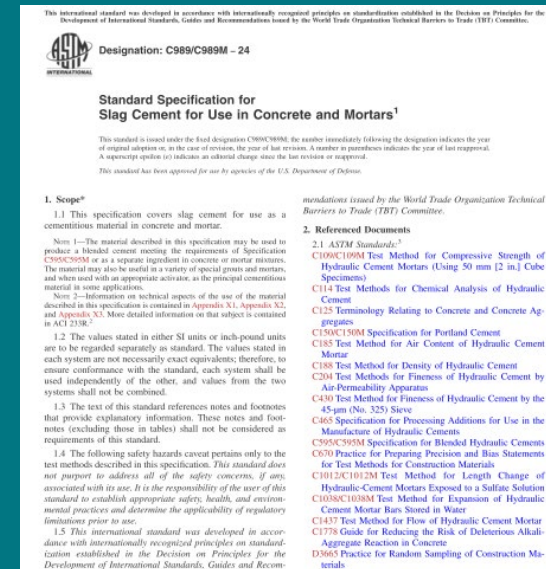 This international standard was developed in accordance with internationally recognized principles on standardization established in the Decision on Principles for the
Development of International Standards, Guides and Recommendations issued by the World Trade Organization Technical Barriers to Trade (TBT) Committee.
ASTM
INTERNATIONAL
Designation: C989/C989M – 24
Standard Specification for
Slag Cement for Use in Concrete and Mortars1
This standard is issued under the fixed designation C989/C989M; the number immediately following the designation indicates the year
of original adoption or, in the case of revision, the year of last revision. A number in parentheses indicates the year of last reapproval.
A superscript epsilon (ε) indicates an editorial change since the last revision or reapproval.
This standard has been approved for use by agencies of the U.S. Department of Defense.
1. Scope*
1.1 This specification covers slag cement for use as a
cementitious material in concrete and mortar.
NOTE 1—The material described in this specification may be used to
produce a blended cement meeting the requirements of Specification
C595/C595M or as a separate ingredient in concrete or mortar mixtures.
The material may also be useful in a variety of special grouts and mortars,
and when used with an appropriate activator, as the principal cementitious
material in some applications.
NOTE 2—Information on technical aspects of the use of the material
described in this specification is contained in Appendix X1, Appendix X2,
and Appendix X3. More detailed information on that subject is contained
in ACI 233R.2
1.2 The values stated in either SI units or inch-pound units
are to be regarded separately as standard. The values stated in
each system are not necessarily exact equivalents; therefore, to
ensure conformance with the standard, each system shall be
used independently of the other, and values from the two
systems shall not be combined.
1.3 The text of this standard references notes and footnotes
that provide explanatory information. These notes and foot-
notes (excluding those in tables) shall not be considered as
requirements of this standard.
1.4 The following safety hazards caveat pertains only to the
test methods described in this specification. This standard does
not purport to address all of the safety concerns, if any,
associated with its use. It is the responsibility of the user of this
standard to establish appropriate safety, health, and environ-
mental practices and determine the applicability of regulatory
limitations prior to use.
1.5 This international standard was developed in accor-
dance with internationally recognized principles on standard-
ization established in the Decision on Principles for the
Development of International Standards, Guides and Recom-
mendations issued by the World Trade Organization Technical
Barriers to Trade (TBT) Committee.
2. Referenced Documents
2.1 ASTM Standards:3
C109/C109M Test Method for Compressive Strength of
Hydraulic Cement Mortars (Using 50 mm [2 in.] Cube
Specimens)
C114 Test Methods for Chemical Analysis of Hydraulic
Cement
C125 Terminology Relating to Concrete and Concrete Ag-
gregates
C150/C150M Specification for Portland Cement
C185 Test Method for Air Content of Hydraulic Cement
Mortar
C188 Test Method for Density of Hydraulic Cement
C204 Test Methods for Fineness of Hydraulic Cement by
Air-Permeability Apparatus
C430 Test Method for Fineness of Hydraulic Cement by the
45-μm (No. 325) Sieve
C465 Specification for Processing Additions for Use in the
Manufacture of Hydraulic Cements
C595/C595M Specification for Blended Hydraulic Cements
C670 Practice for Preparing Precision and Bias Statements
for Test Methods for Construction Materials
C1012/C1012M Test Method for Length Change of
Hydraulic-Cement Mortars Exposed to a Sulfate Solution
C1038/C1038M Test Method for Expansion of Hydraulic
Cement Mortar Bars Stored in Water
C1437 Test Method for Flow of Hydraulic Cement Mortar
C1778 Guide for Reducing the Risk of Deleterious Alkali-
Aggregate Reaction in Concrete
D3665 Practice for Random Sampling of Construction Ma-
terials